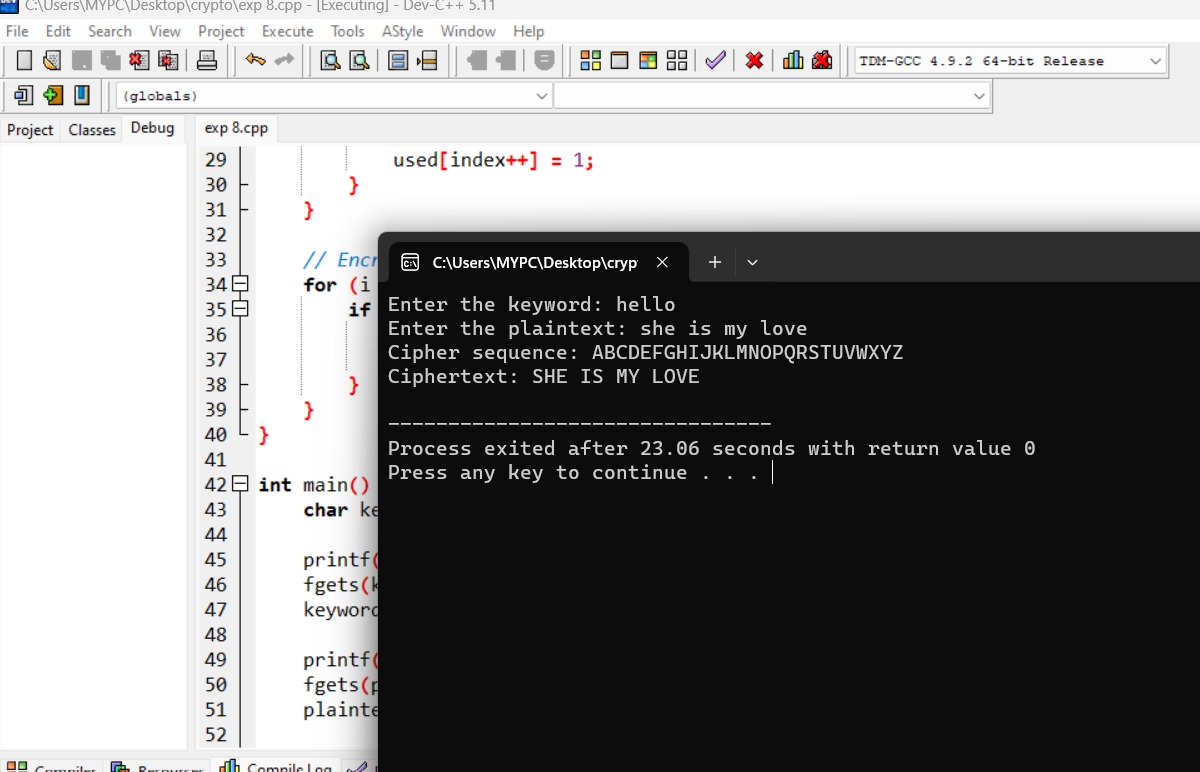 C:\Users\MYPC\Desktop\crypto\exp 8.cpp - [Executing] - Dev-C++ 5.11
File Edit Search View Project Execute Tools AStyle Window Help
TDM-GCC 4.9.2 64-bit Release
(globals)
Project Classes Debug
exp 8.cpp
29 used[index++] = 1;
30 }
31 }
32
33 // Encr
34 for (i
35 if
36
37
38 }
39 }
40 }
41
42 int main()
43 char ke
44
45 printf(
46 fgets(k
47 keyword
48
49 printf(
50 fgets(p
51 plainte
52
C:\Users\MYPC\Desktop\cryp
Enter the keyword: hello
Enter the plaintext: she is my love
Cipher sequence: ABCDEFGHIJKLMNOPQRSTUVWXYZ
Ciphertext: SHE IS MY LOVE
--------------------------------
Process exited after 23.06 seconds with return value 0
Press any key to continue . . .
Compiler Resources Compile Log